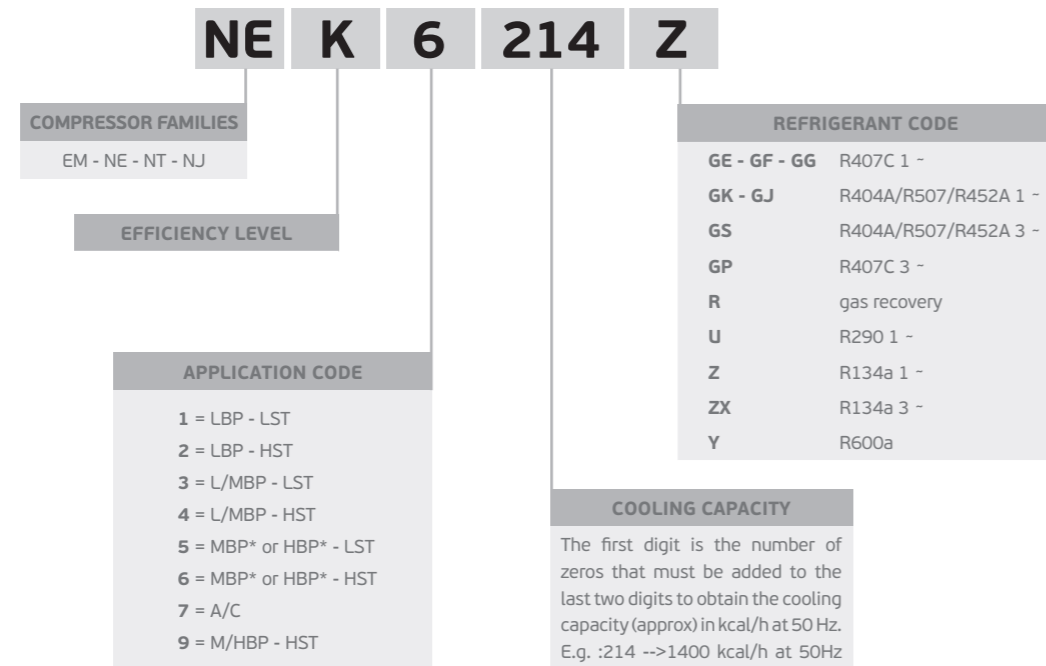 NE K 6 214 Z
COMPRESSOR FAMILIES
EM - NE - NT - NJ
EFFICIENCY LEVEL
APPLICATION CODE
1 = LBP - LST
2 = LBP - HST
3 = L/MBP - LST
4 = L/MBP - HST
5 = MBP* or HBP* - LST
6 = MBP* or HBP* - HST
7 = A/C
9 = M/HBP - HST
COOLING CAPACITY
The first digit is the number of
zeros that must be added to the
last two digits to obtain the cooling
capacity (approx) in kcal/h at 50 Hz.
E.g. :214 -->1400 kcal/h at 50Hz
REFRIGERANT CODE
GE - GF - GG R407C 1 ~
GK - GJ R404A/R507/R452A 1 ~
GS R404A/R507/R452A 3 ~
GP R407C 3 ~
R gas recovery
U R290 1 ~
Z R134a 1 ~
ZX R134a 3 ~
Y R600a